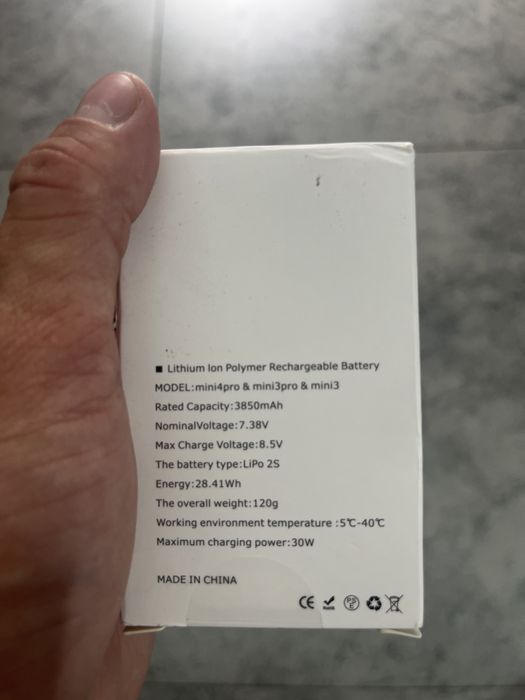 ■ Lithium Ion Polymer Rechargeable Battery
MODEL:mini4pro & mini3pro & mini3
Rated Capacity:3850mAh
NominalVoltage:7.38V
Max Charge Voltage:8.5V
The battery type:LiPo 2S
Energy:28.41Wh
The overall weight:120g
Working environment temperature :5℃-40℃
Maximum charging power:30W
MADE IN CHINA
CE